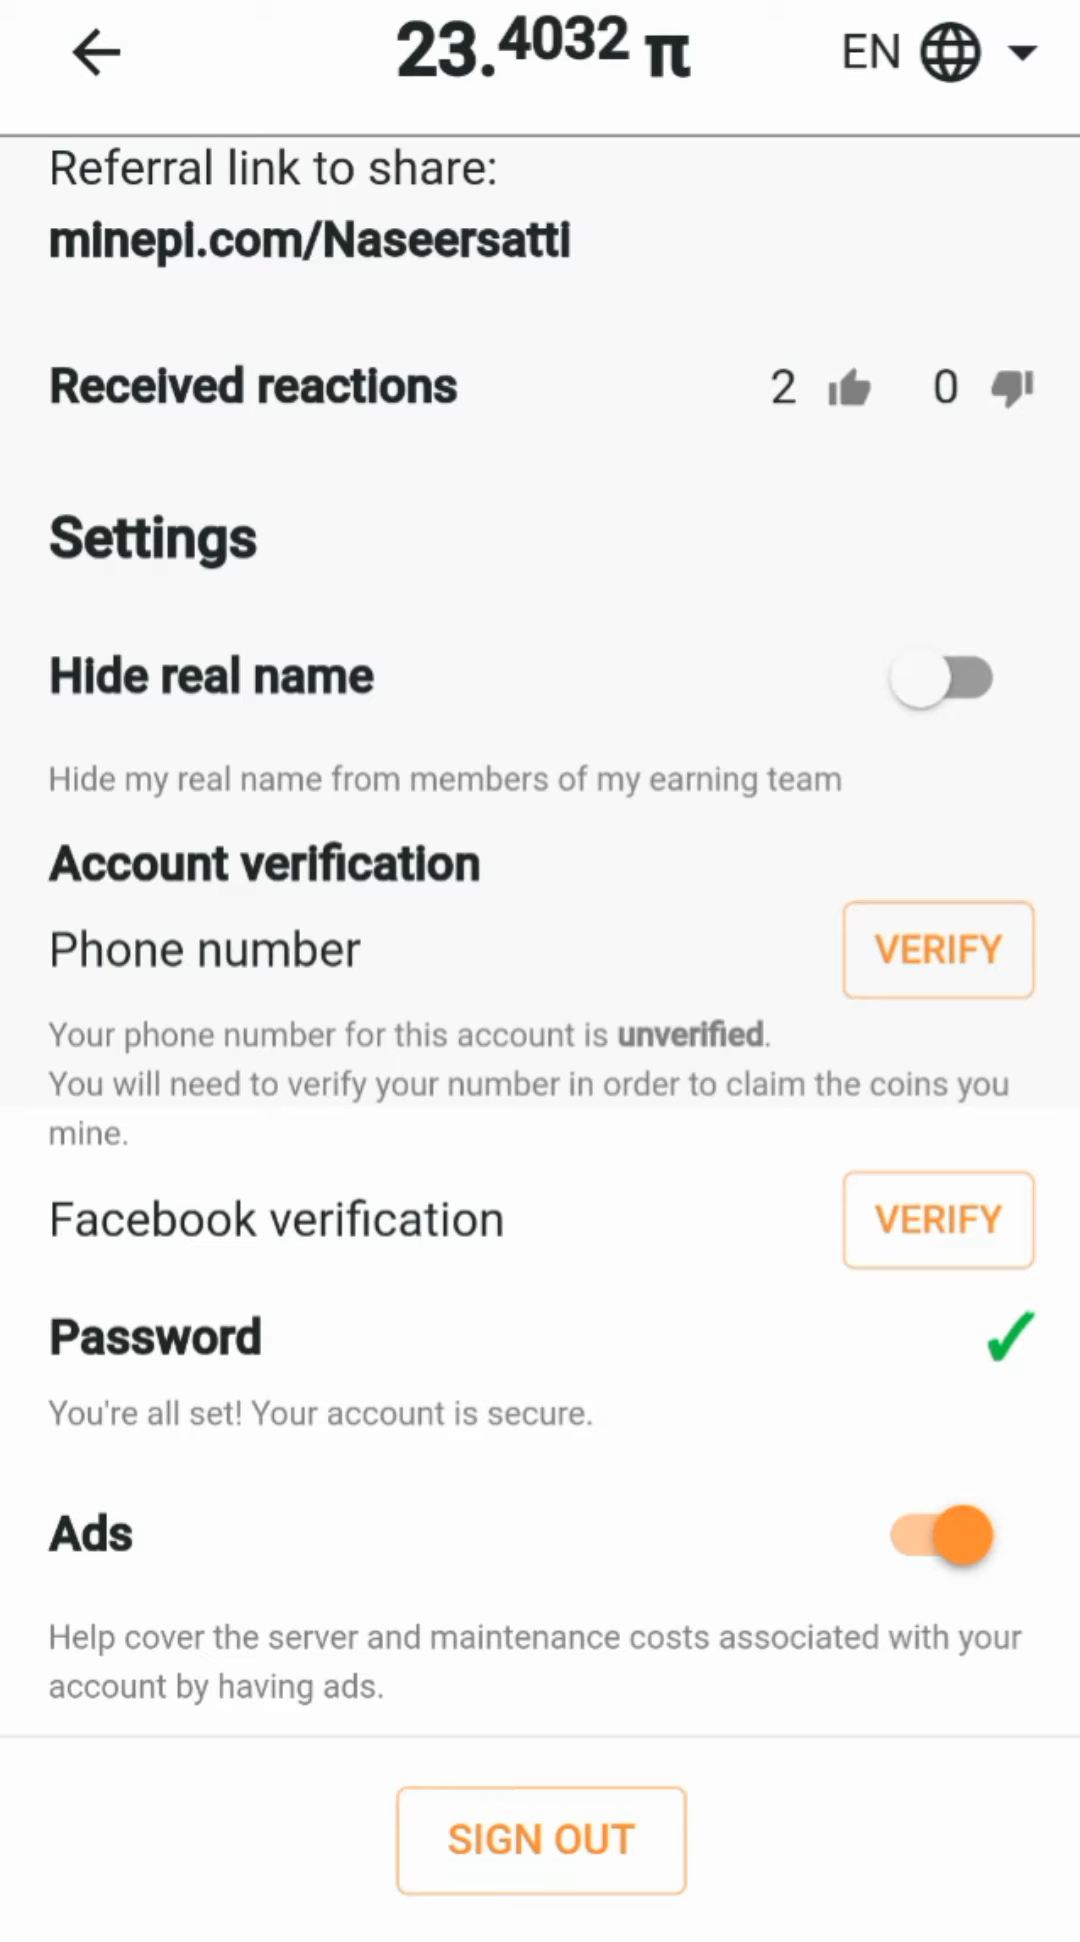 23.4032 π EN
Referral link to share:
minepi.com/Naseersatti
Received reactions 2 0
Settings
Hide real name
Hide my real name from members of my earning team
Account verification
Phone number VERIFY
Your phone number for this account is unverified.
You will need to verify your number in order to claim the coins you
mine.
Facebook verification VERIFY
Password
You're all set! Your account is secure.
Ads
Help cover the server and maintenance costs associated with your
account by having ads.
SIGN OUT